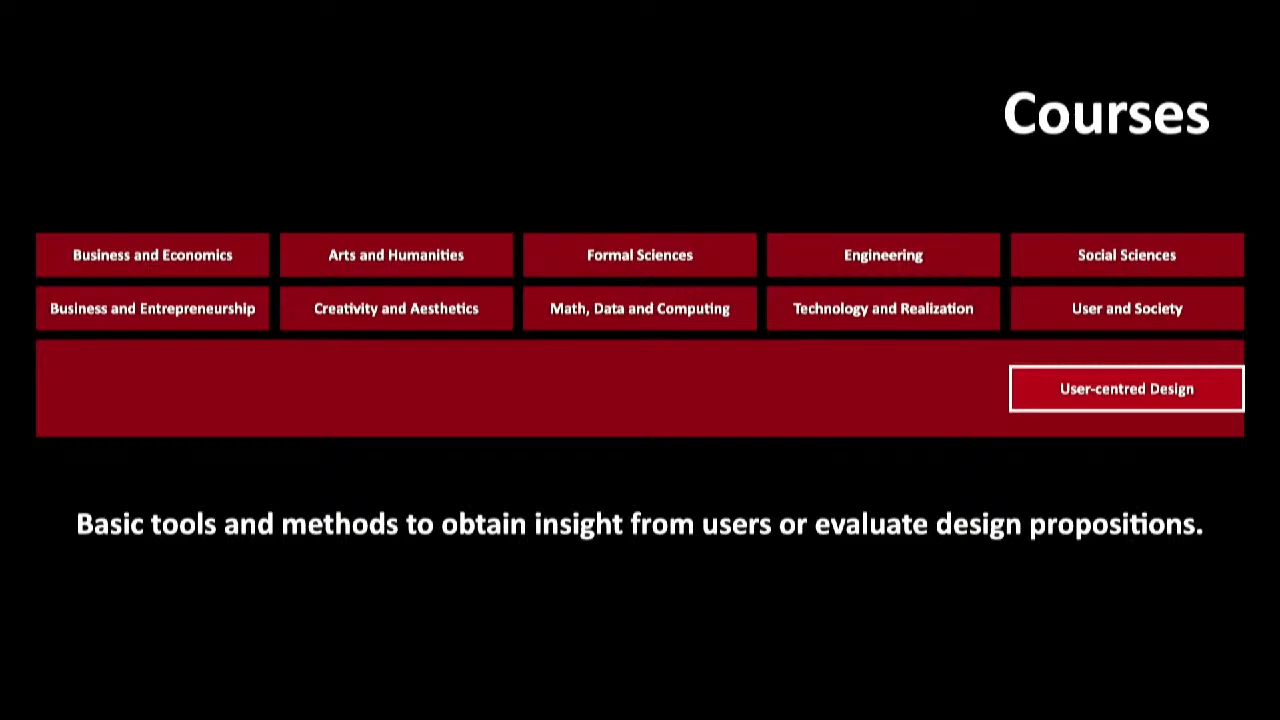 Courses
Business and Economics
Arts and Humanities
Formal Sciences
Engineering
Social Sciences
Business and Entrepreneurship
Creativity and Aesthetics
Math, Data and Computing
Technology and Realization
User and Society
User-centred Design
Basic tools and methods to obtain insight from users or evaluate design propositions.